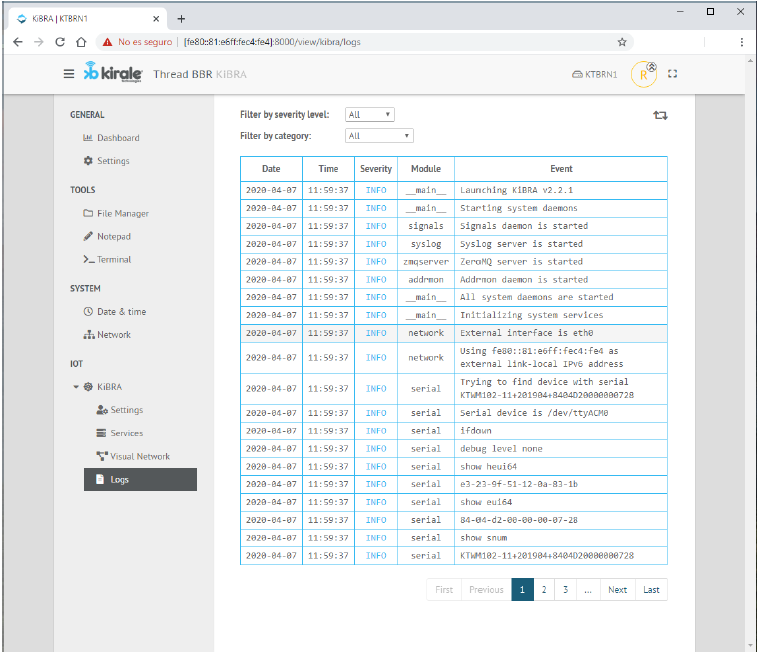 KiBRA | KTBRN1
No es seguro | [fe80::81:e6ff:fec4:fe4]:8000/view/kibra/logs
kirale technologies Thread BBR KiBRA KTBRN1 R
GENERAL
Dashboard
Settings
TOOLS
File Manager
Notepad
Terminal
SYSTEM
Date & time
Network
IOT
KiBRA
Settings
Services
Visual Network
Logs
Filter by severity level: All
Filter by category: All
Date Time Severity Module Event
2020-04-07 11:59:37 INFO __main__ Launching KiBRA v2.2.1
2020-04-07 11:59:37 INFO __main__ Starting system daemons
2020-04-07 11:59:37 INFO signals Signals daemon is started
2020-04-07 11:59:37 INFO syslog Syslog server is started
2020-04-07 11:59:37 INFO zmqserver ZeroMQ server is started
2020-04-07 11:59:37 INFO addrmon Addrmon daemon is started
2020-04-07 11:59:37 INFO __main__ All system daemons are started
2020-04-07 11:59:37 INFO __main__ Initializing system services
2020-04-07 11:59:37 INFO network External interface is eth0
2020-04-07 11:59:37 INFO network Using fe80::81:e6ff:fec4:fe4 as
external link-local IPv6 address
2020-04-07 11:59:37 INFO serial Trying to find device with serial
KTWM102-11+201904+8404D20000000728
2020-04-07 11:59:37 INFO serial Serial device is /dev/ttyACM0
2020-04-07 11:59:37 INFO serial ifdown
2020-04-07 11:59:37 INFO serial debug level none
2020-04-07 11:59:37 INFO serial show heui64
2020-04-07 11:59:37 INFO serial e3-23-9f-51-12-0a-83-1b
2020-04-07 11:59:37 INFO serial show eui64
2020-04-07 11:59:37 INFO serial 84-04-d2-00-00-00-07-28
2020-04-07 11:59:37 INFO serial show snum
2020-04-07 11:59:37 INFO serial KTWM102-11+201904+8404D20000000728
First Previous 1 2 3 ... Next Last